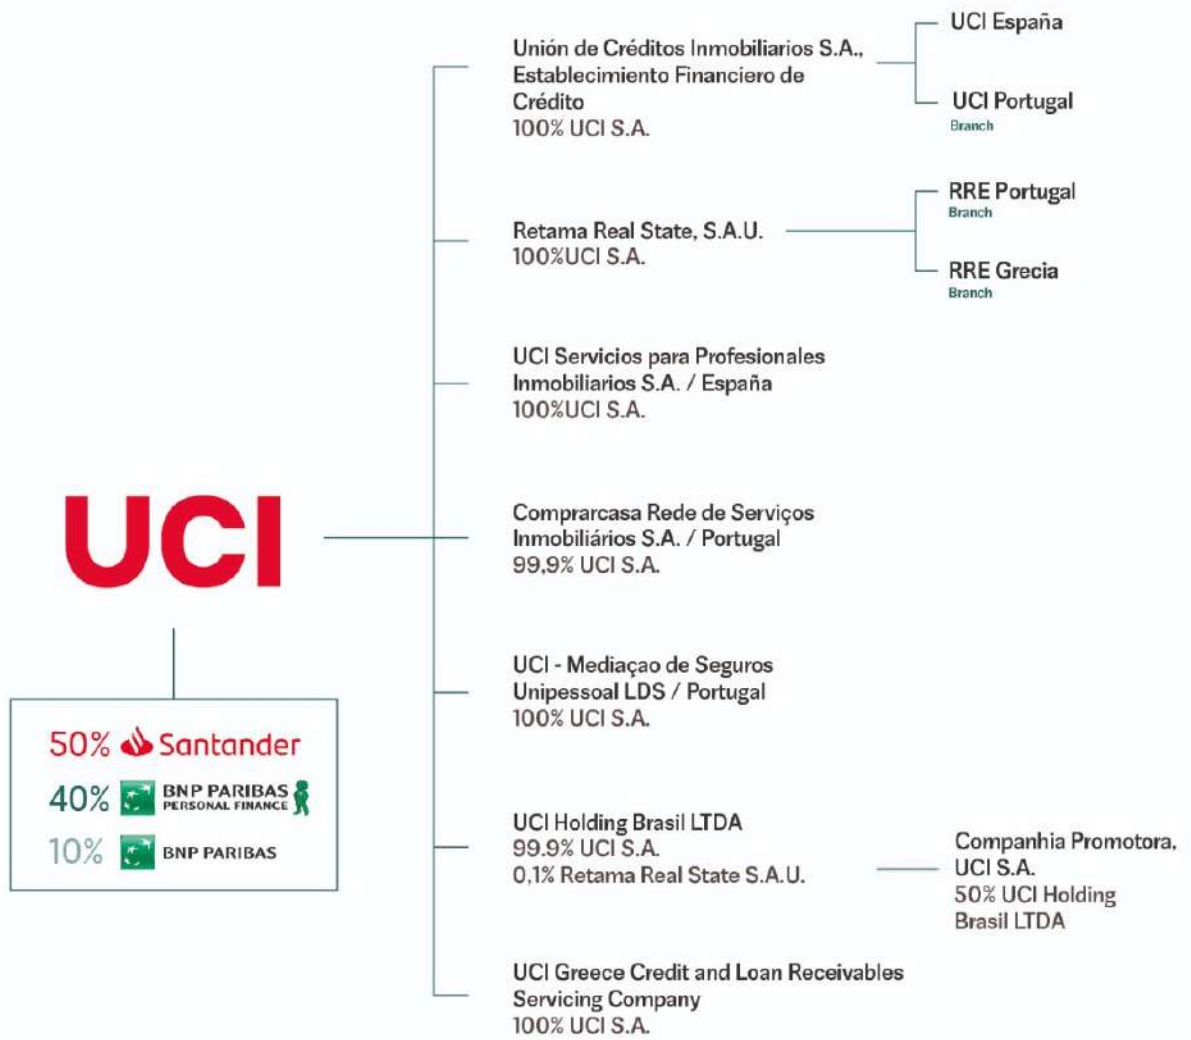 UCI
50% Santander
40% BNP PARIBAS
PERSONAL FINANCE
10% BNP PARIBAS
Unión de Créditos Inmobiliarios S.A.,
Establecimiento Financiero de
Crédito
100% UCI S.A.
UCI España
UCI Portugal
Branch
Retama Real State, S.A.U.
100%UCI S.A.
RRE Portugal
Branch
RRE Grecia
Branch
UCI Servicios para Profesionales
Inmobiliarios S.A. / España
100%UCI S.A.
Comprarcasa Rede de Serviços
Inmobiliários S.A. / Portugal
99,9% UCI S.A.
UCI - Mediaçao de Seguros
Unipessoal LDS / Portugal
100% UCI S.A.
UCI Holding Brasil LTDA
99.9% UCI S.A.
0,1% Retama Real State S.A.U.
Companhia Promotora,
UCI S.A.
50% UCI Holding
Brasil LTDA
UCI Greece Credit and Loan Receivables
Servicing Company
100% UCI S.A.